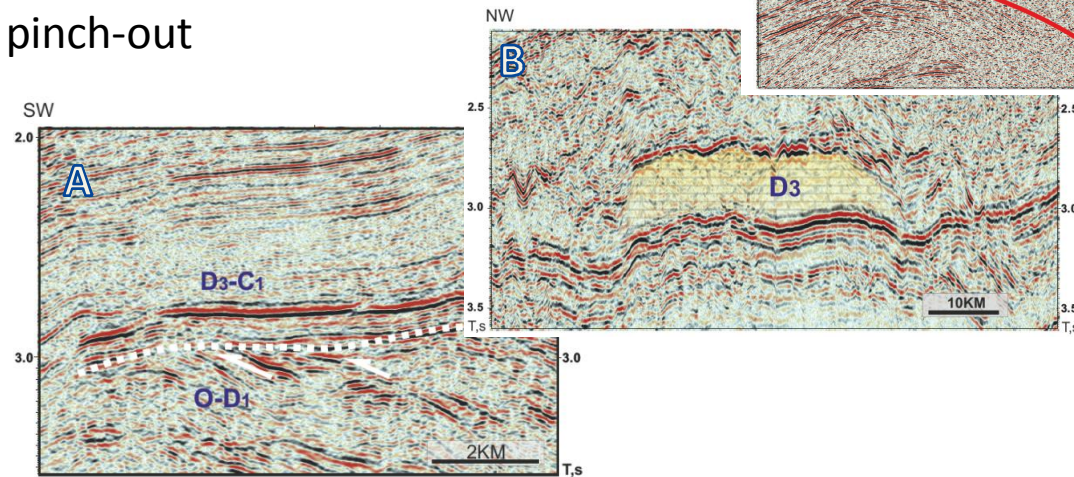 pinch-out
NW
B
2.5
2.5
D3
3.0
3.0
10KM
3.5
T,s
3.5
T,s
SW
2.0
A
D3-C1
3.0
3.0
O-D1
2KM
T,s